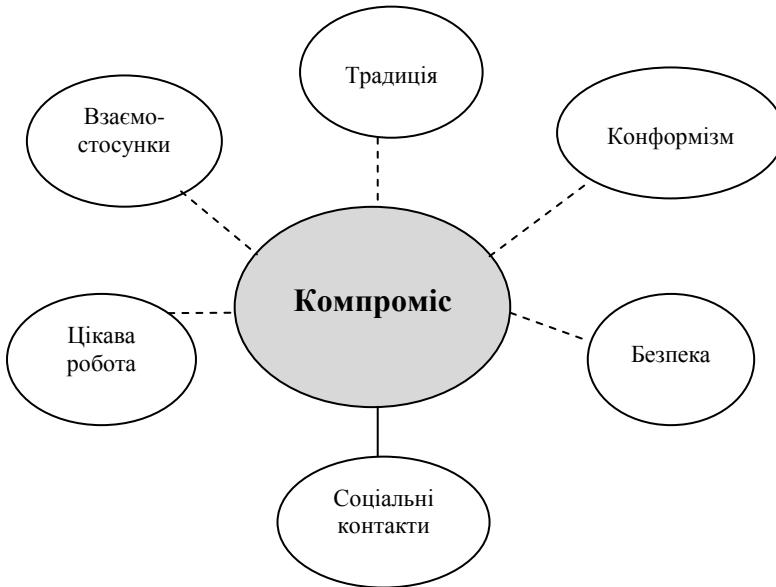 Традиція
Взаємо-
стосунки
Конформізм
Компроміс
Цікава
робота
Безпека
Соціальні
контакти